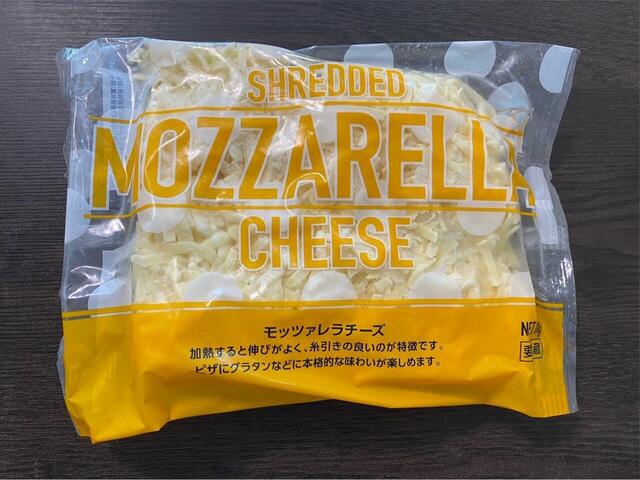 SHREDDED
MOZZARELLA
CHEESE
モッツァレラチーズ
加熱すると伸びがよく、糸引きの良いのが特徴です。
ピザにグラタンなどに本格的な味わいが楽しめます。